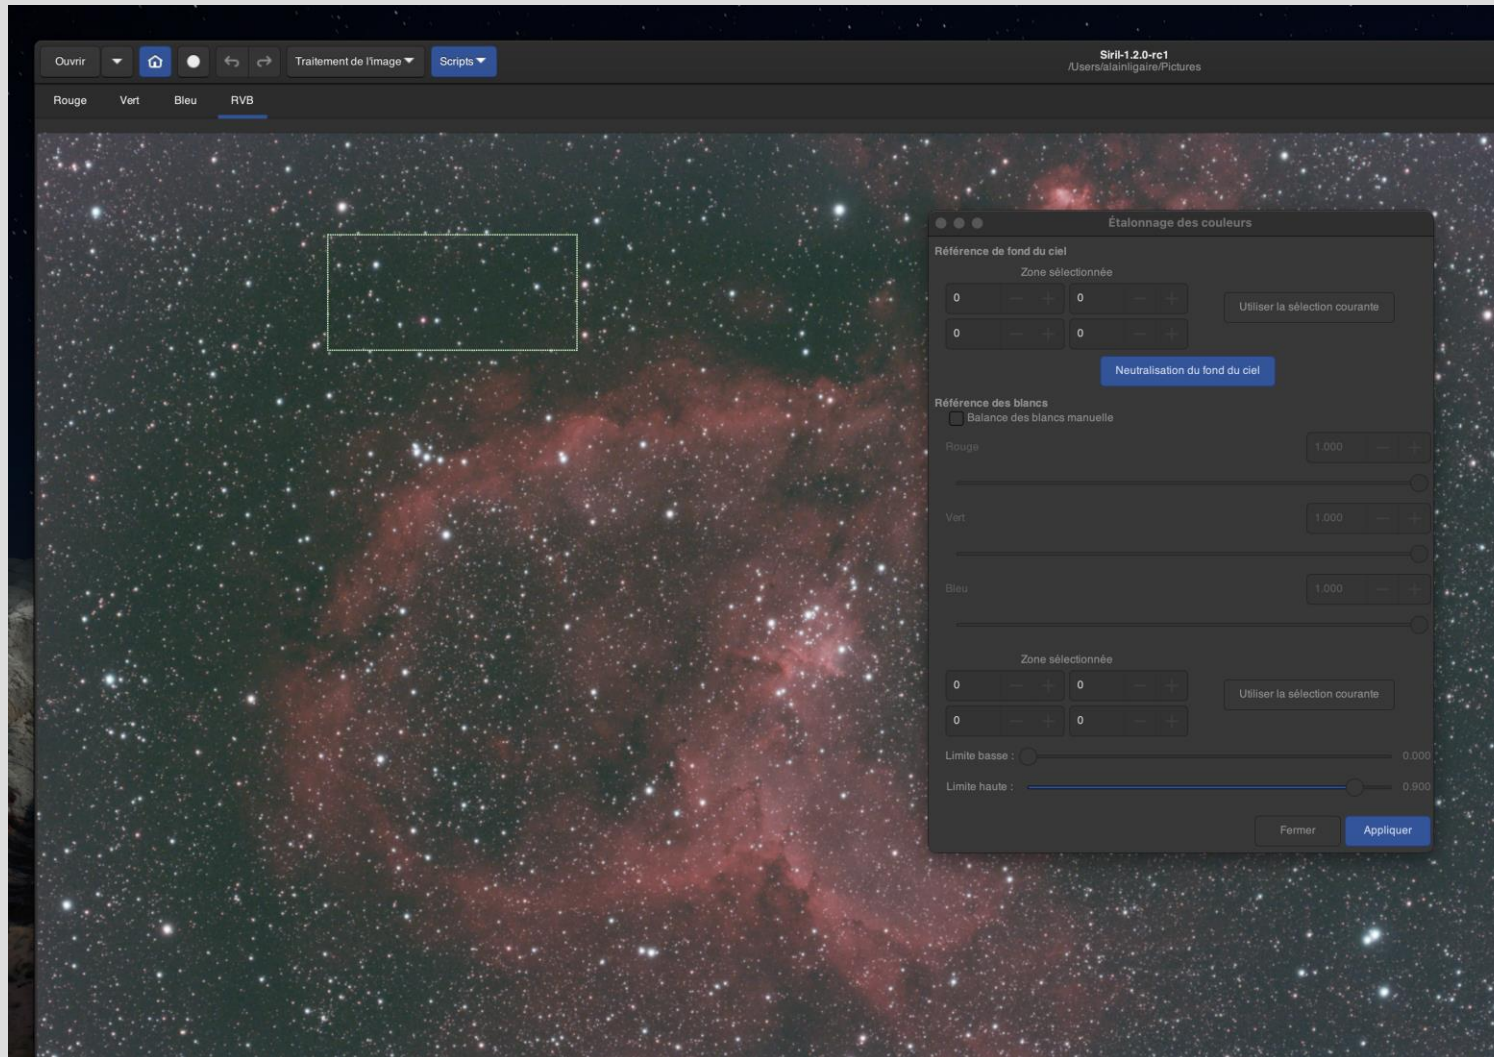 Siril-1.2.0-rc1
Ouvrir Traitement de l'image Scripts
/Users/alainligaire/Pictures
Rouge Vert Bleu RVB
Étalonnage des couleurs
Référence de fond du ciel
Zone sélectionnée
0 — + 0 — +
Utiliser la sélection courante
0 — + 0 — +
Neutralisation du fond du ciel
Référence des blancs
Balance des blancs manuelle
Rouge 1.000 — +
Vert 1.000 — +
Bleu 1.000 — +
Zone sélectionnée
0 — + 0 — +
Utiliser la sélection courante
0 — + 0 — +
Limite basse : 0.000
Limite haute : 0.900
Fermer Appliquer